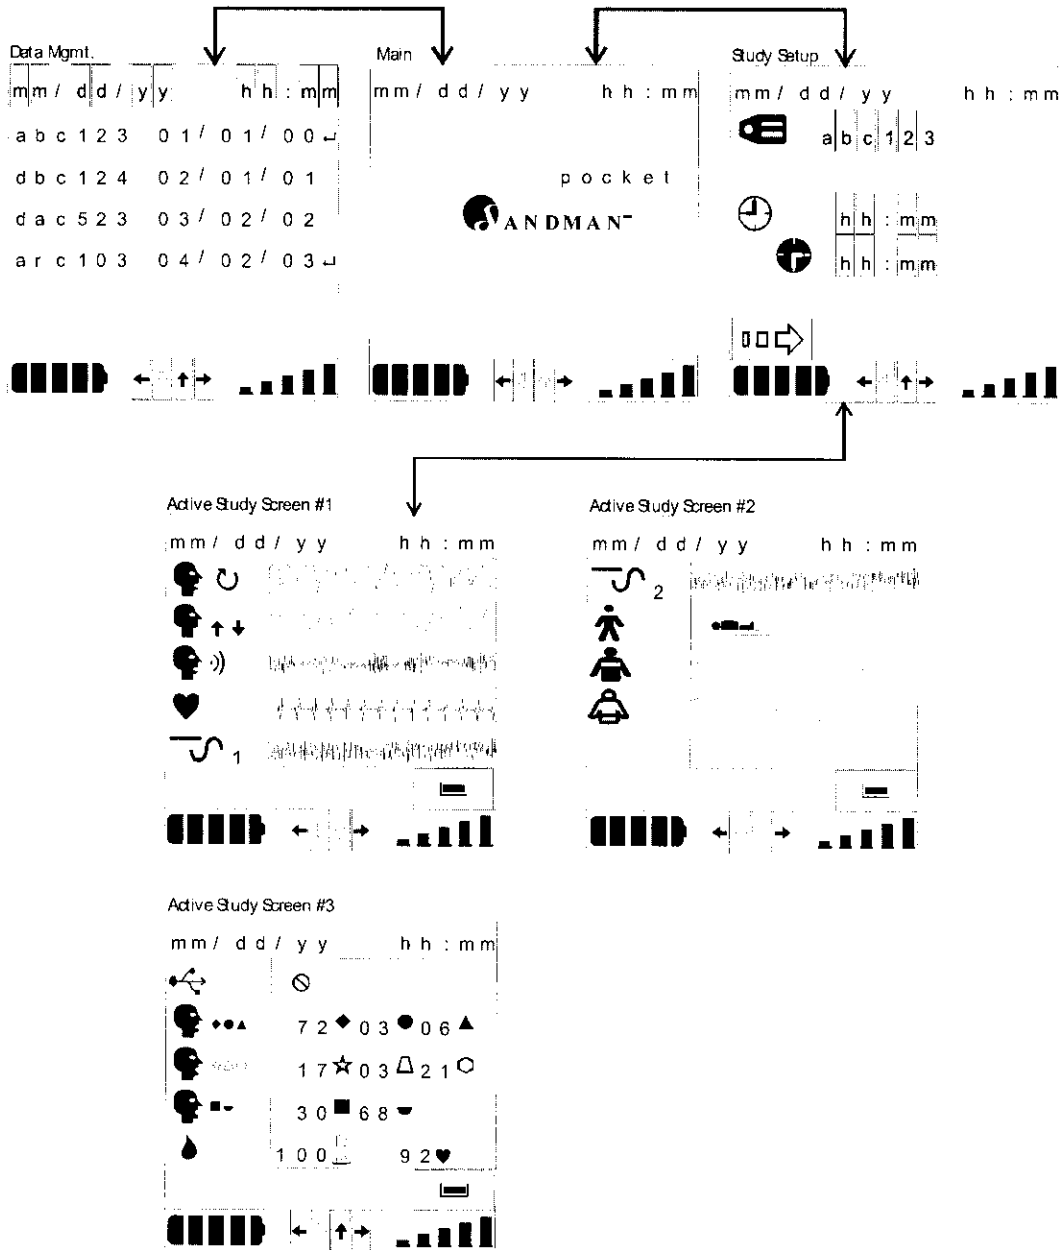 Data Mgmt.
mm/ dd/ yy hh:mm
abc123 01/01/00
dbc124 02/01/01
dac523 03/02/02
arc103 04/02/03
Main
mm/ dd/ yy hh:mm
pocket
SANDMAN™
Study Setup
mm/ dd/ yy hh:mm
abc123
hh:mm
hh:mm
Active Study Screen #1
mm/ dd/ yy hh:mm
1
Active Study Screen #2
mm/ dd/ yy hh:mm
2
Active Study Screen #3
mm/ dd/ yy hh:mm
72 03 06
17 03 21
30 68
100 92